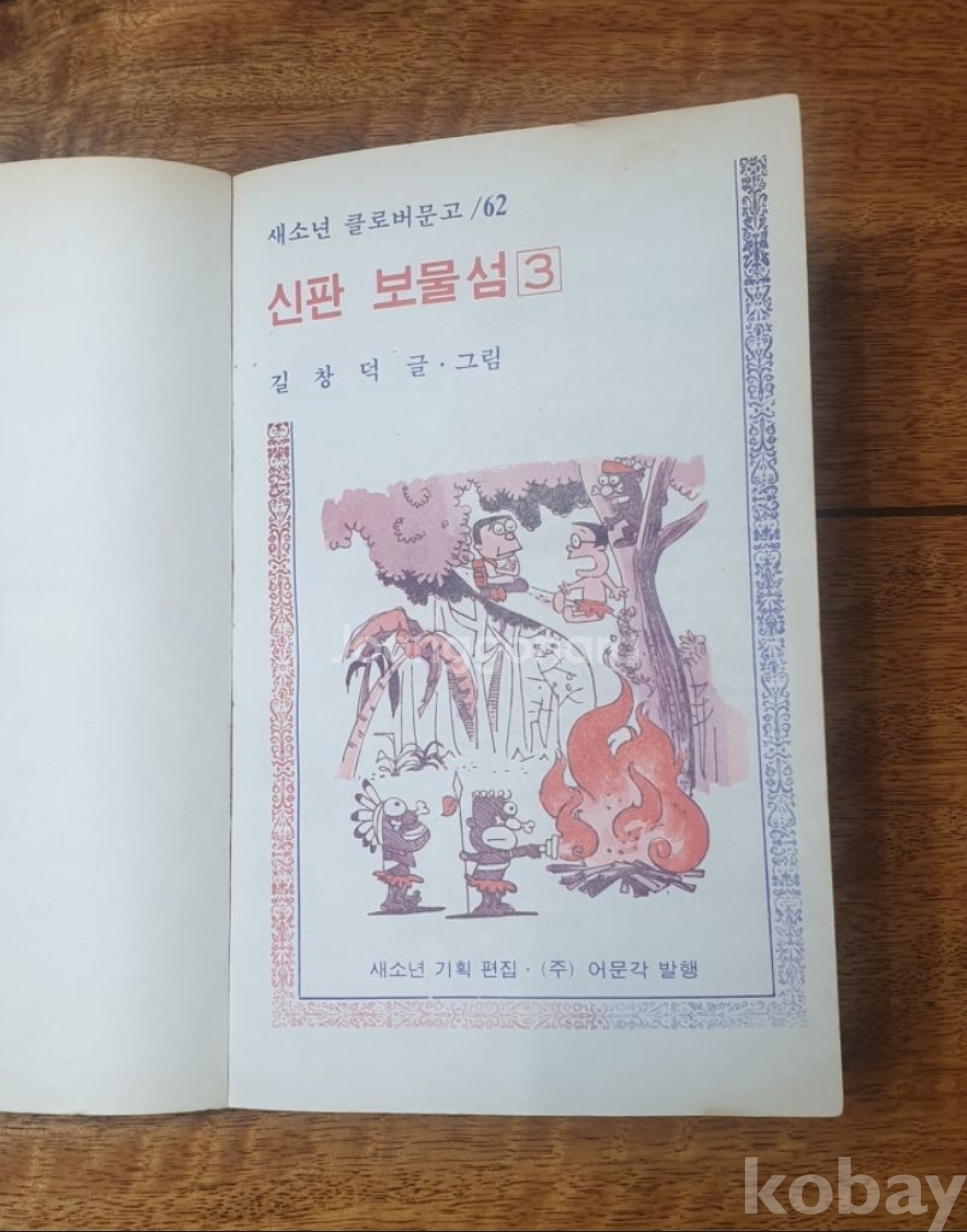 새소년 클로버문고 /62
신판 보물섬 3
길 창 덕 글·그림
새소년 기획 편집 · (주) 어문각 발행
kobay